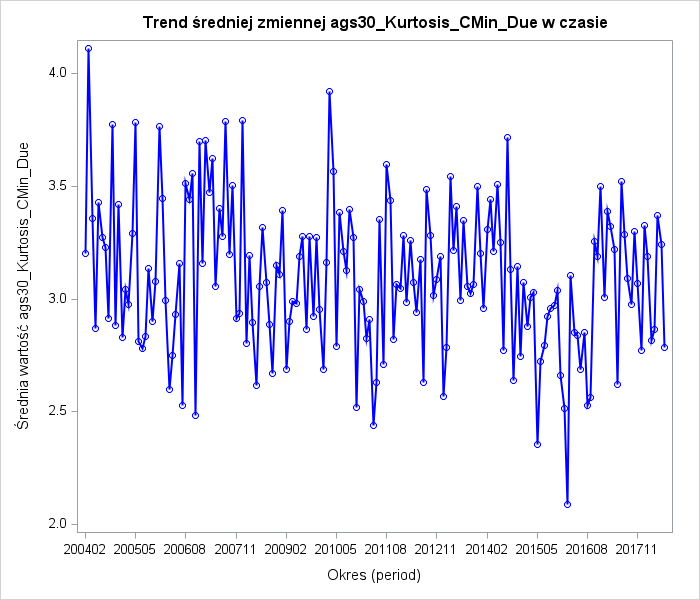 Trend średniej zmiennej ags30_Kurtosis_CMin_Due w czasie
Średnia wartość ags30_Kurtosis_CMin_Due
4.0
3.5
3.0
2.5
2.0
200402 200505 200608 200711 200902 201005 201108 201211 201402 201505 201608 201711
Okres (period)